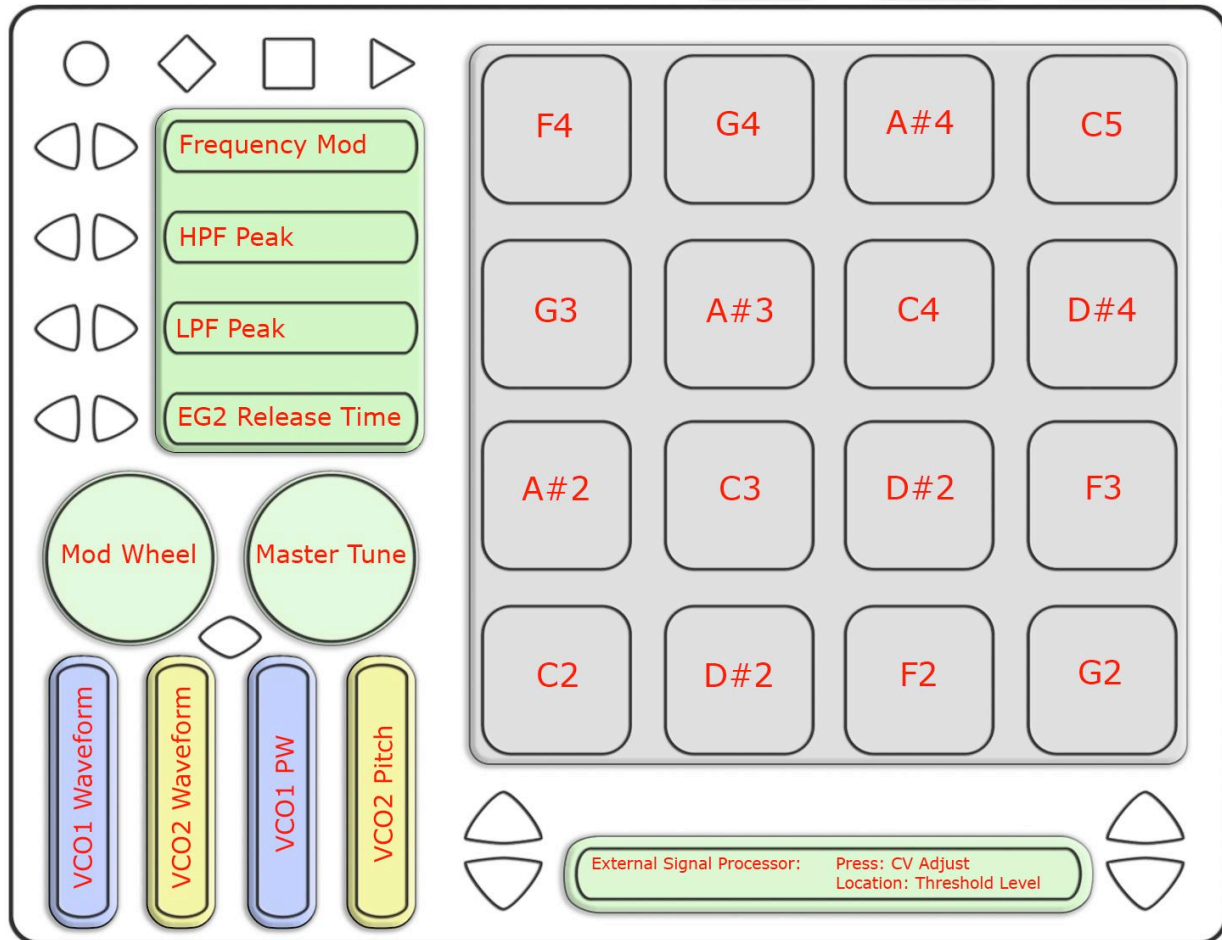 Frequency Mod
HPF Peak
LPF Peak
EG2 Release Time
Mod Wheel
Master Tune
VCO1 Waveform
VCO2 Waveform
VCO1 PW
VCO2 Pitch
F4
G4
A#4
C5
G3
A#3
C4
D#4
A#2
C3
D#2
F3
C2
D#2
F2
G2
External Signal Processor: Press: CV Adjust
Location: Threshold Level